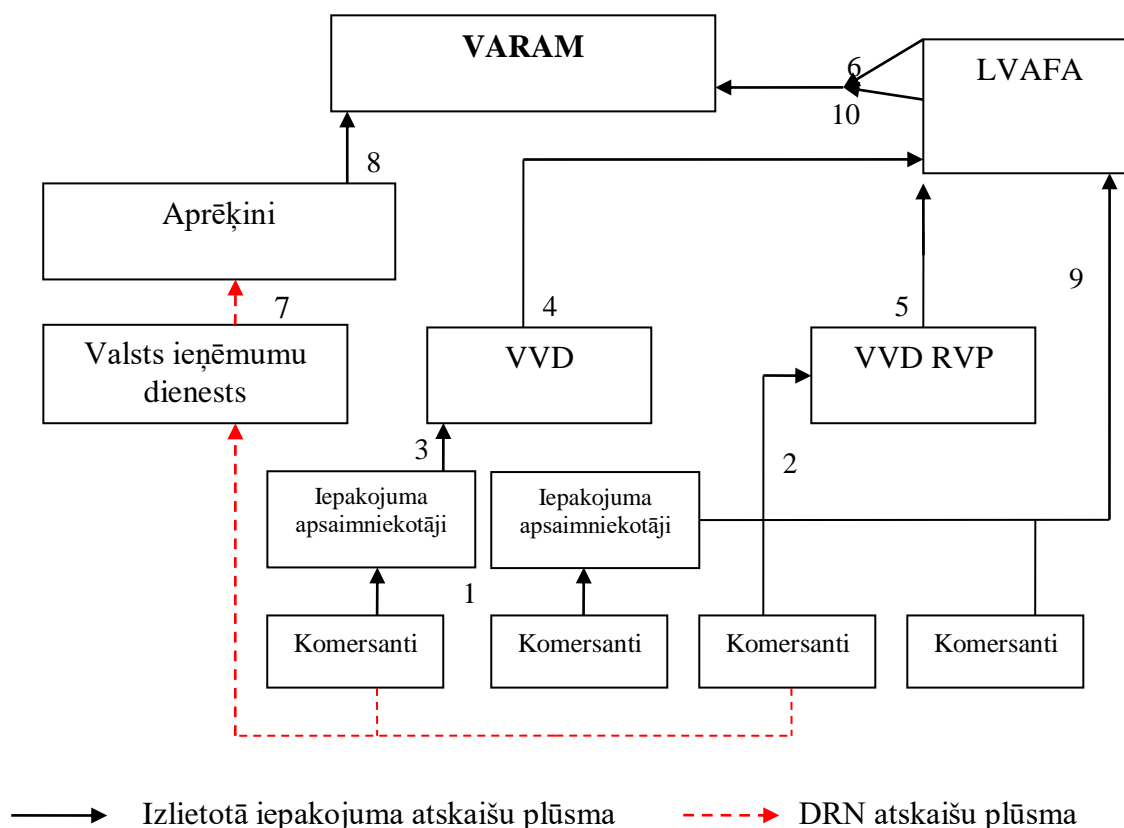 VARAM
LVAFA
6
10
8
Aprēķini
7
4
5
9
Valsts ieņēmumu
dienests
VVD
VVD RVP
3
2
Iepakojuma
apsaimniekotāji
Iepakojuma
apsaimniekotāji
1
Komersanti
Komersanti
Komersanti
Komersanti
Izlietotā iepakojuma atskaišu plūsma
DRN atskaišu plūsma